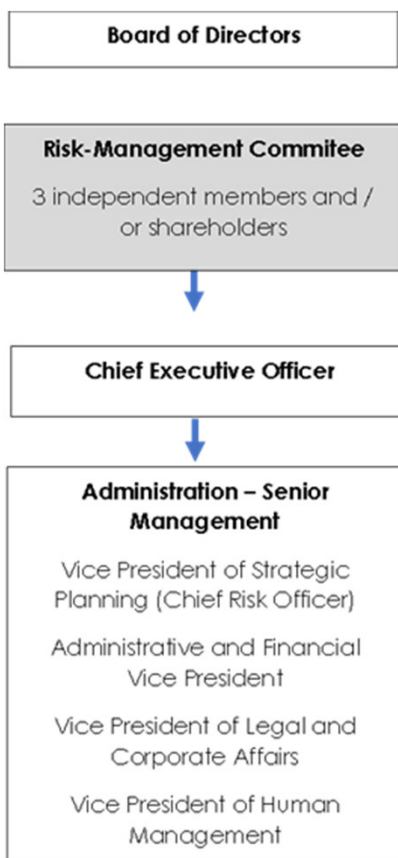 Board of Directors
Risk-Management Commitee
3 independent members and /
or shareholders
Chief Executive Officer
Administration – Senior
Management
Vice President of Strategic
Planning (Chief Risk Officer)
Administrative and Financial
Vice President
Vice President of Legal and
Corporate Affairs
Vice President of Human
Management